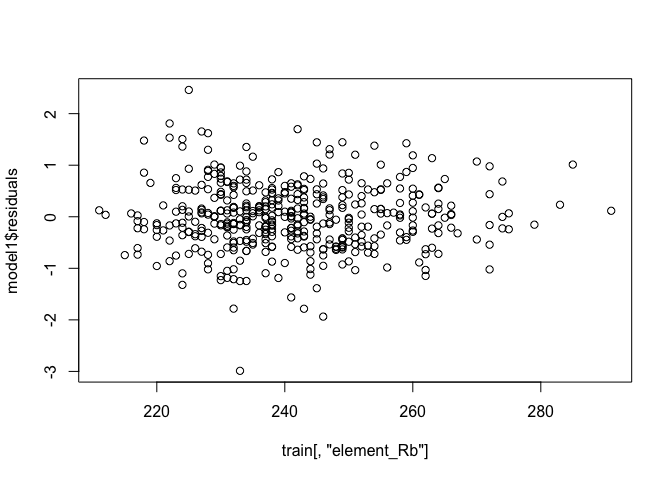 model1$residuals
2
1
0
-1
-2
-3
220 240 260 280
train[, "element_Rb"]